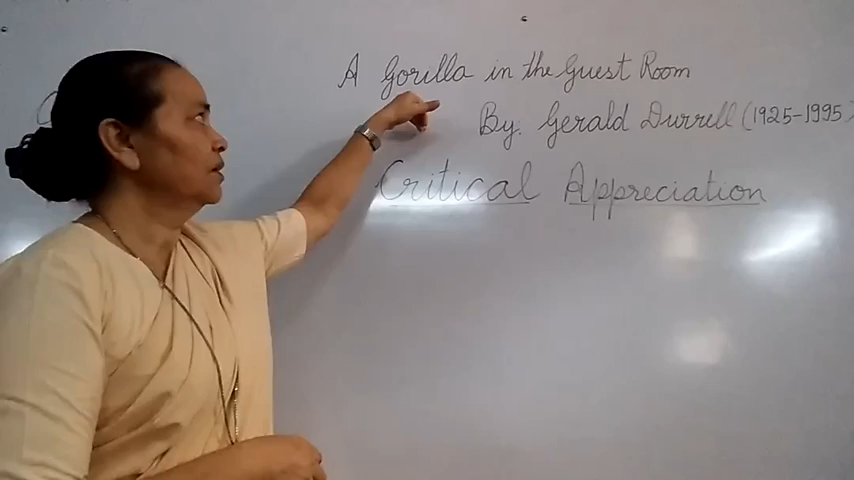 A Gorilla in the Guest Room
By. Gerald Durrell (1925-1995)
Critical Appreciation